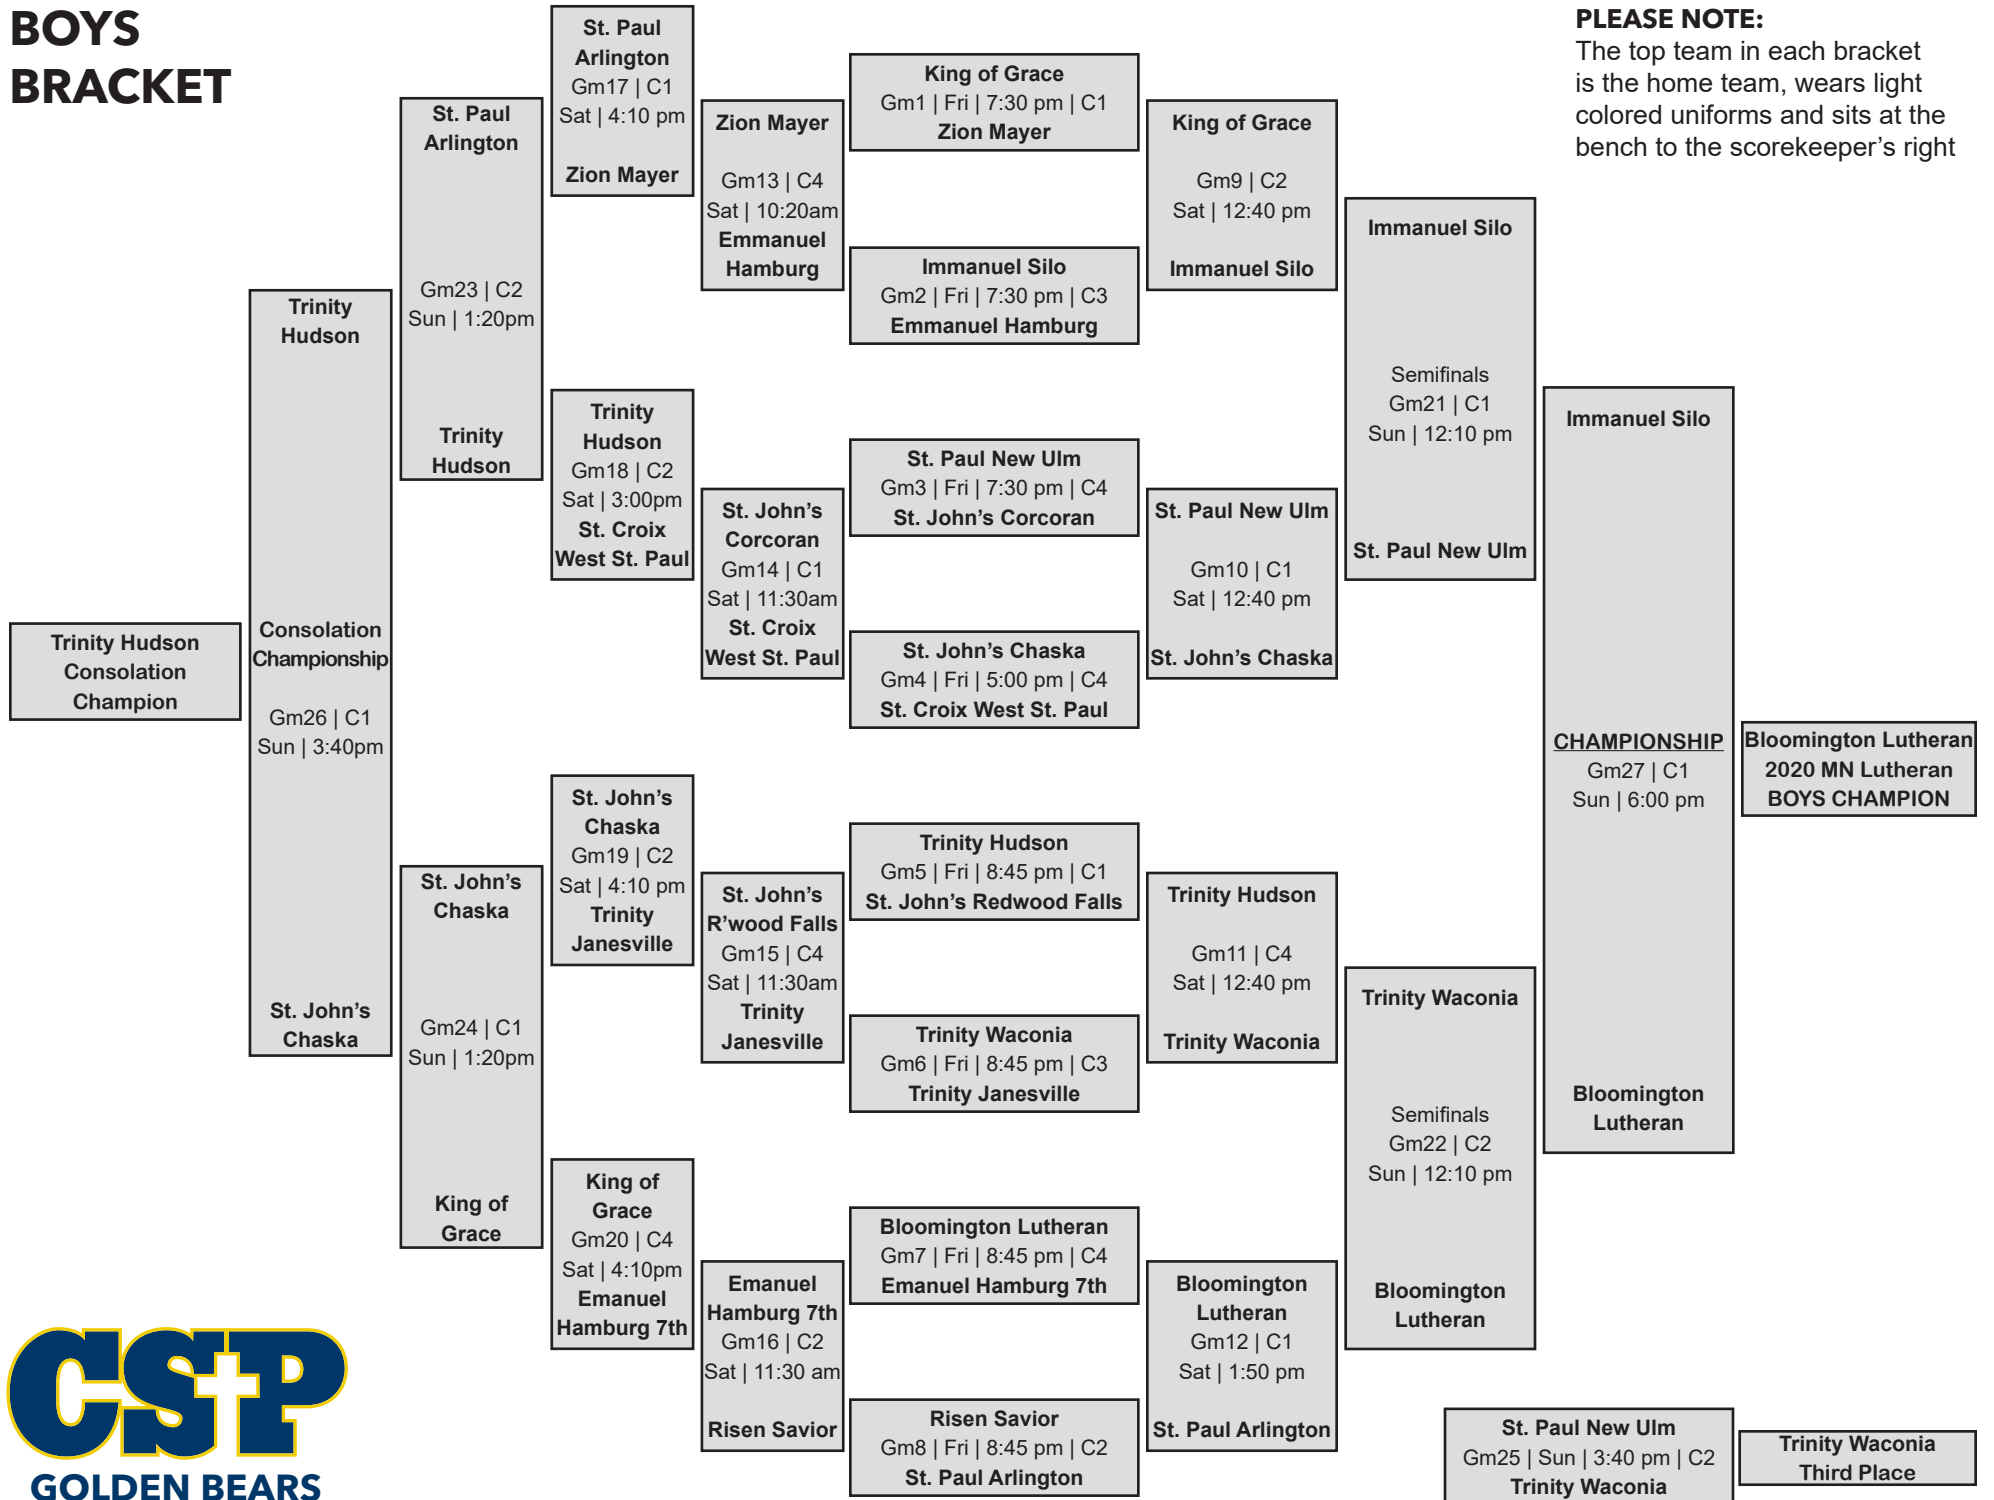 BOYS
BRACKET
PLEASE NOTE:
The top team in each bracket
is the home team, wears light
colored uniforms and sits at the
bench to the scorekeeper’s right
Trinity Hudson
Consolation
Champion
Trinity
Hudson
Consolation
Championship
Gm26 | C1
Sun | 3:40pm
St. John’s
Chaska
St. Paul
Arlington
Gm23 | C2
Sun | 1:20pm
Trinity
Hudson
St. John’s
Chaska
Gm24 | C1
Sun | 1:20pm
King of
Grace
St. Paul
Arlington
Gm17 | C1
Sat | 4:10 pm
Zion Mayer
Trinity
Hudson
Gm18 | C2
Sat | 3:00pm
St. Croix
West St. Paul
St. John’s
Chaska
Gm19 | C2
Sat | 4:10 pm
Trinity
Janesville
King of
Grace
Gm20 | C4
Sat | 4:10pm
Emanuel
Hamburg 7th
Zion Mayer
Gm13 | C4
Sat | 10:20am
Emmanuel
Hamburg
St. John’s
Corcoran
Gm14 | C1
Sat | 11:30am
St. Croix
West St. Paul
St. John’s
R’wood Falls
Gm15 | C4
Sat | 11:30am
Trinity
Janesville
Emanuel
Hamburg 7th
Gm16 | C2
Sat | 11:30 am
Risen Savior
King of Grace
Gm1 | Fri | 7:30 pm | C1
Zion Mayer
Immanuel Silo
Gm2 | Fri | 7:30 pm | C3
Emmanuel Hamburg
St. Paul New Ulm
Gm3 | Fri | 7:30 pm | C4
St. John’s Corcoran
St. John’s Chaska
Gm4 | Fri | 5:00 pm | C4
St. Croix West St. Paul
Trinity Hudson
Gm5 | Fri | 8:45 pm | C1
St. John’s Redwood Falls
Trinity Waconia
Gm6 | Fri | 8:45 pm | C3
Trinity Janesville
Bloomington Lutheran
Gm7 | Fri | 8:45 pm | C4
Emanuel Hamburg 7th
Risen Savior
Gm8 | Fri | 8:45 pm | C2
St. Paul Arlington
King of Grace
Gm9 | C2
Sat | 12:40 pm
Immanuel Silo
St. Paul New Ulm
Gm10 | C1
Sat | 12:40 pm
St. John’s Chaska
Trinity Hudson
Gm11 | C4
Sat | 12:40 pm
Trinity Waconia
Bloomington
Lutheran
Gm12 | C1
Sat | 1:50 pm
St. Paul Arlington
Immanuel Silo
Semifinals
Gm21 | C1
Sun | 12:10 pm
St. Paul New Ulm
Trinity Waconia
Semifinals
Gm22 | C2
Sun | 12:10 pm
Bloomington
Lutheran
Immanuel Silo
CHAMPIONSHIP
Gm27 | C1
Sun | 6:00 pm
Bloomington
Lutheran
Bloomington Lutheran
2020 MN Lutheran
BOYS CHAMPION
St. Paul New Ulm
Gm25 | Sun | 3:40 pm | C2
Trinity Waconia
Trinity Waconia
Third Place
CSP
GOLDEN BEARS